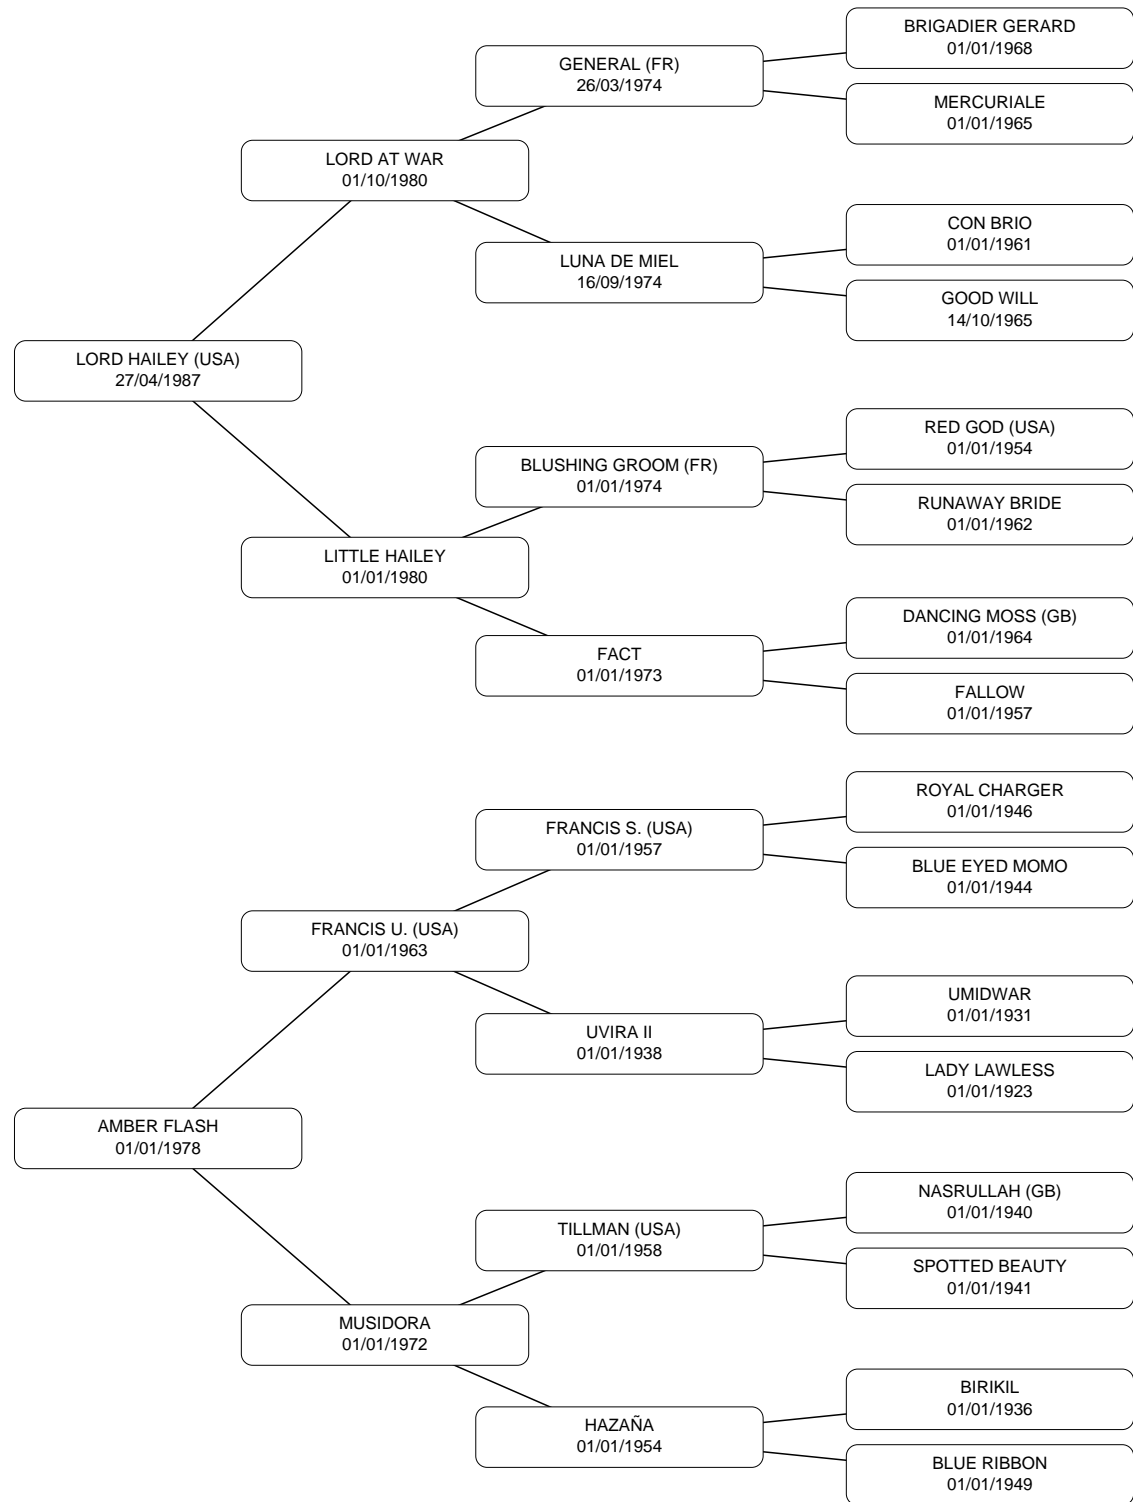 BRIGADIER GERARD
01/01/1968
GENERAL (FR)
26/03/1974
MERCURIALE
01/01/1965
LORD AT WAR
01/10/1980
CON BRIO
01/01/1961
LUNA DE MIEL
16/09/1974
GOOD WILL
14/10/1965
LORD HAILEY (USA)
27/04/1987
RED GOD (USA)
01/01/1954
BLUSHING GROOM (FR)
01/01/1974
RUNAWAY BRIDE
01/01/1962
LITTLE HAILEY
01/01/1980
DANCING MOSS (GB)
01/01/1964
FACT
01/01/1973
FALLOW
01/01/1957
ROYAL CHARGER
01/01/1946
FRANCIS S. (USA)
01/01/1957
BLUE EYED MOMO
01/01/1944
FRANCIS U. (USA)
01/01/1963
UMIDWAR
01/01/1931
UVIRA II
01/01/1938
LADY LAWLESS
01/01/1923
AMBER FLASH
01/01/1978
NASRULLAH (GB)
01/01/1940
TILLMAN (USA)
01/01/1958
SPOTTED BEAUTY
01/01/1941
MUSIDORA
01/01/1972
BIRIKIL
01/01/1936
HAZAÑA
01/01/1954
BLUE RIBBON
01/01/1949